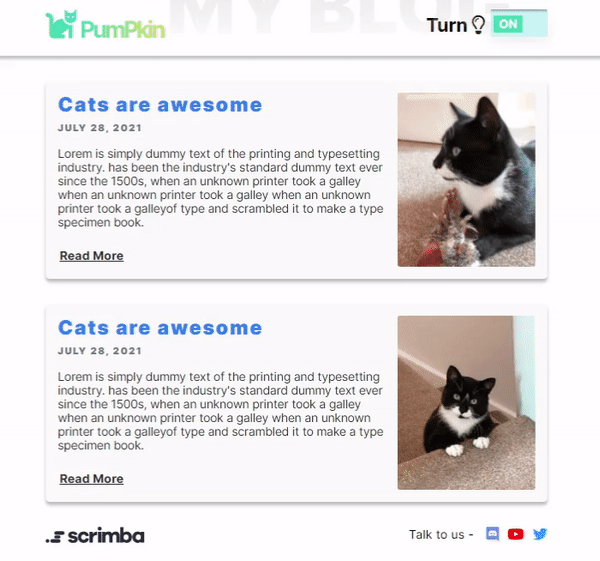 MY BLOG
PumPkin
Turn ON
Cats are awesome
JULY 28, 2021
Lorem is simply dummy text of the printing and typesetting
industry. has been the industry's standard dummy text ever
since the 1500s, when an unknown printer took a galley
when an unknown printer took a galley when an unknown
printer took a galleyof type and scrambled it to make a type
specimen book.
Read More
Cats are awesome
JULY 28, 2021
Lorem is simply dummy text of the printing and typesetting
industry. has been the industry's standard dummy text ever
since the 1500s, when an unknown printer took a galley
when an unknown printer took a galley when an unknown
printer took a galleyof type and scrambled it to make a type
specimen book.
Read More
scrimba
Talk to us -